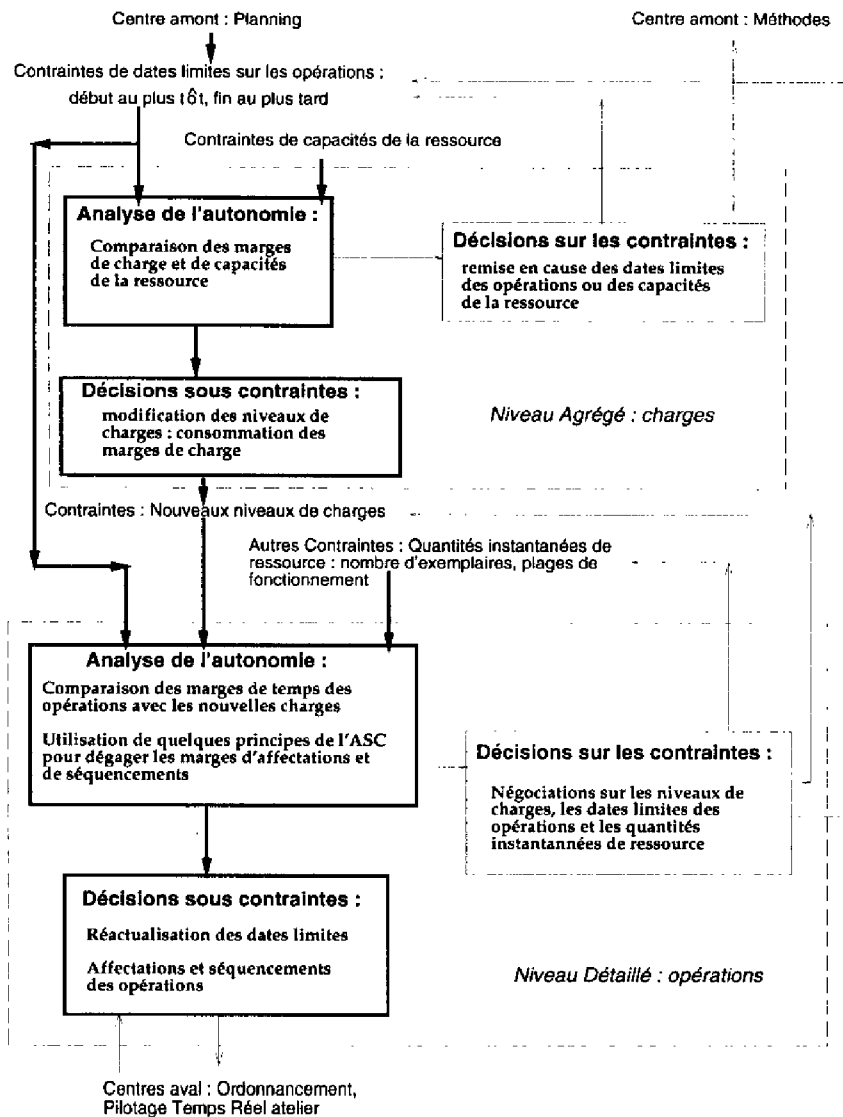 Centre amont : Planning
Centre amont : Méthodes
Contraintes de dates limites sur les opérations :
début au plus tôt, fin au plus tard
Contraintes de capacités de la ressource
Analyse de l'autonomie :
Comparaison des marges
de charge et de capacités
de la ressource
Décisions sur les contraintes :
remise en cause des dates limites
des opérations ou des capacités
de la ressource
Décisions sous contraintes :
modification des niveaux de
charges : consommation des
marges de charge
Niveau Agrégé : charges
Contraintes : Nouveaux niveaux de charges
Autres Contraintes : Quantités instantanées de
ressource : nombre d'exemplaires, plages de
fonctionnement
Analyse de l'autonomie :
Comparaison des marges de temps des
opérations avec les nouvelles charges
Utilisation de quelques principes de l'ASC
pour dégager les marges d'affectations et
de séquencements
Décisions sur les contraintes :
Négociations sur les niveaux de
charges, les dates limites des
opérations et les quantités
instantannées de ressource
Décisions sous contraintes :
Réactualisation des dates limites
Affectations et séquencements
des opérations
Niveau Détaillé : opérations
Centres aval : Ordonnancement,
Pilotage Temps Réel atelier